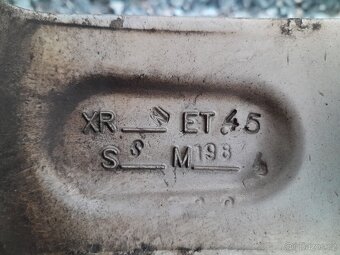 XR. ET 45
S. S M. 198